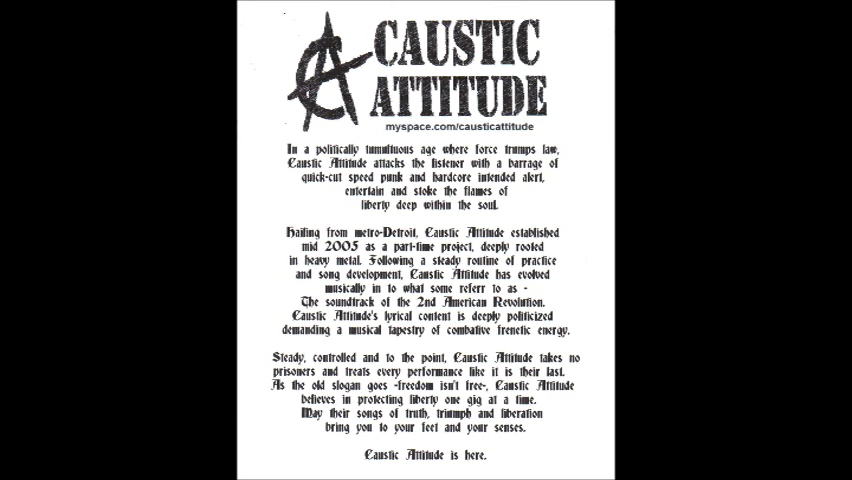 CAUSTIC
ATTITUDE
myspace.com/causticattitude
In a politically tumultuous age where force trumps law,
Caustic Attitude attacks the listener with a barrage of
quick-cut speed punk and hardcore intended alert,
entertain and stoke the flames of
liberty deep within the soul.
Hailing from metro-Detroit, Caustic Attitude established
mid 2005 as a part-time project, deeply rooted
in heavy metal. Following a steady routine of practice
and song development, Caustic Attitude has evolved
musically in to what some referr to as -
The soundtrack of the 2nd American Revolution.
Caustic Attitude's lyrical content is deeply politicized
demanding a musical tapestry of combative frenetic energy.
Steady, controlled and to the point, Caustic Attitude takes no
prisoners and treats every performance like it is their last.
As the old slogan goes -freedom isn't free-, Caustic Attitude
believes in protecting liberty one gig at a time.
May their songs of truth, triumph and liberation
bring you to your feet and your senses.
Caustic Attitude is here.